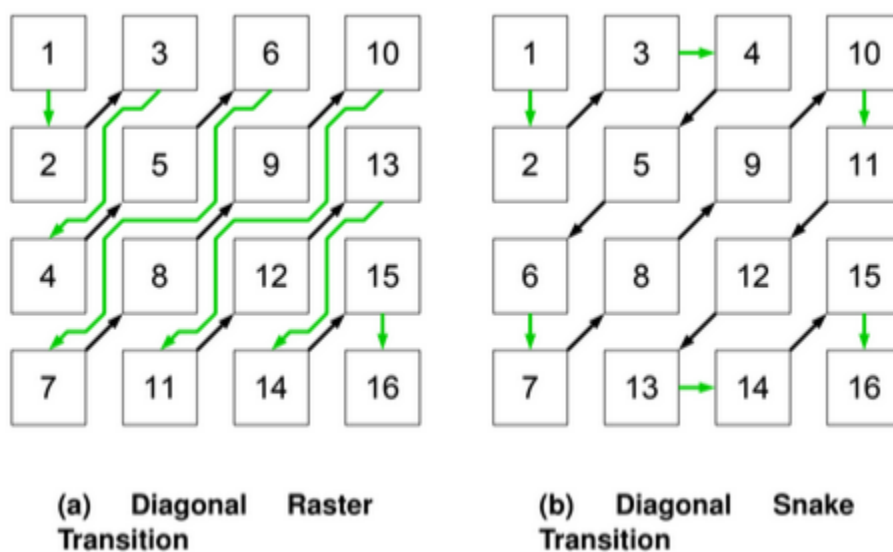 1 3 6 10
2 5 9 13
4 8 12 15
7 11 14 16
(a) Diagonal Raster
Transition
1 3 4 10
2 5 9 11
6 8 12 15
7 13 14 16
(b) Diagonal Snake
Transition